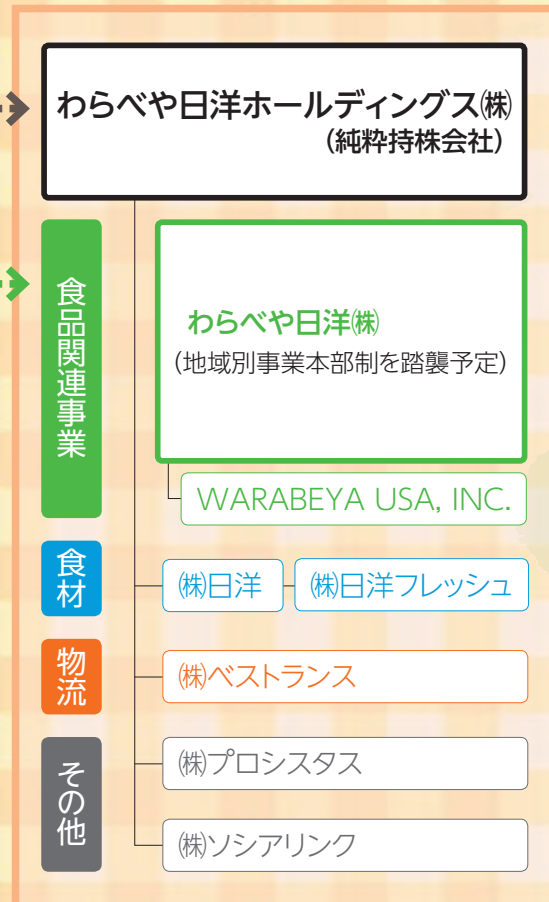 わらべや日洋ホールディングス㈱
（純粋持株会社）
食品関連事業
わらべや日洋㈱
（地域別事業本部制を踏襲予定）
WARABEYA USA, INC.
食材
㈱日洋
㈱日洋フレッシュ
物流
㈱ベストランス
その他
㈱プロシスタス
㈱ソシアリンク